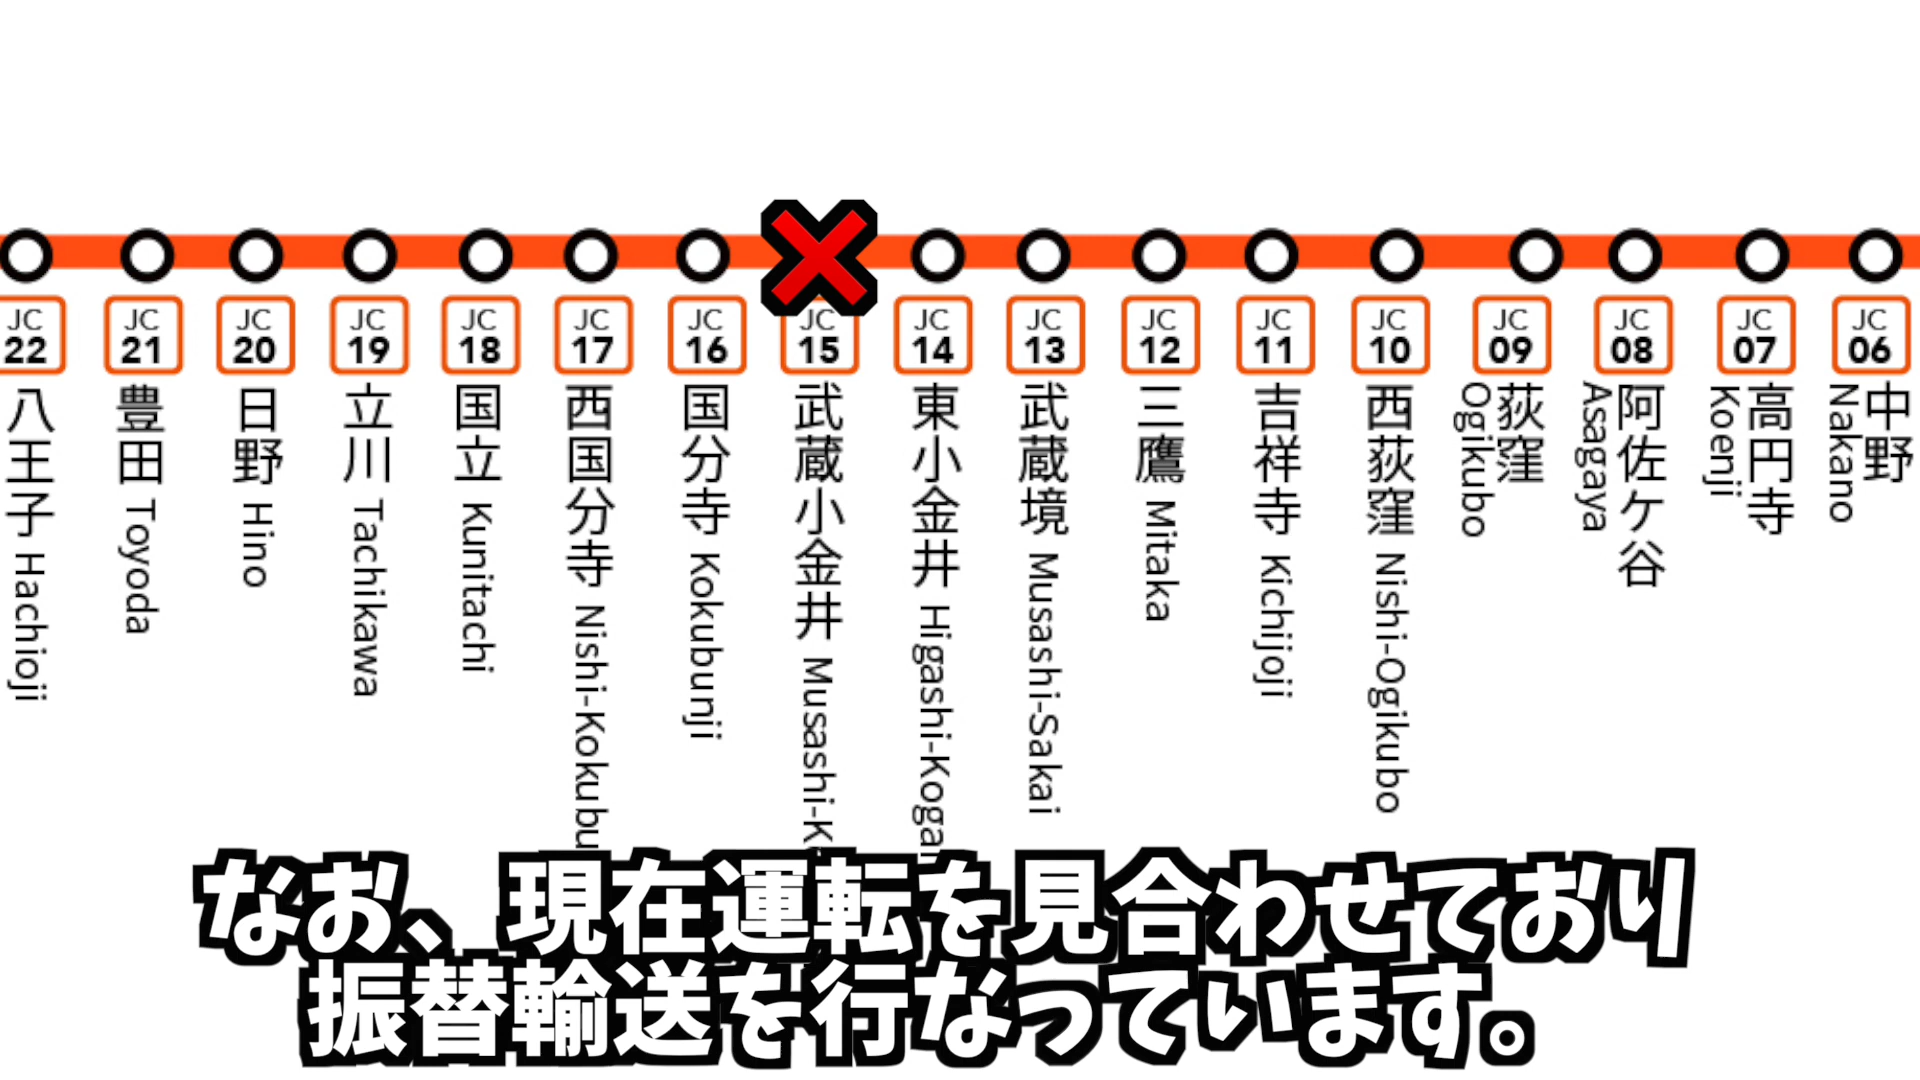 JC 22
八王子 Hachioji
JC 21
豊田 Toyoda
JC 20
日野 Hino
JC 19
立川 Tachikawa
JC 18
国立 Kunitachi
JC 17
西国分寺 Nishi-Kokubu
JC 16
国分寺 Kokubunji
JC 15
武蔵小金井 Musashi-K
JC 14
東小金井 Higashi-Kogan
JC 13
武蔵境 Musashi-Sakai
JC 12
三鷹 Mitaka
JC 11
吉祥寺 Kichijoji
JC 10
西荻窪 Nishi-Ogikubo
JC 09
荻窪
Ogikubo
JC 08
阿佐ケ谷
Asagaya
JC 07
高円寺
Koenji
JC 06
中野
Nakano
なお、現在運転を見合わせており
振替輸送を行なっています。